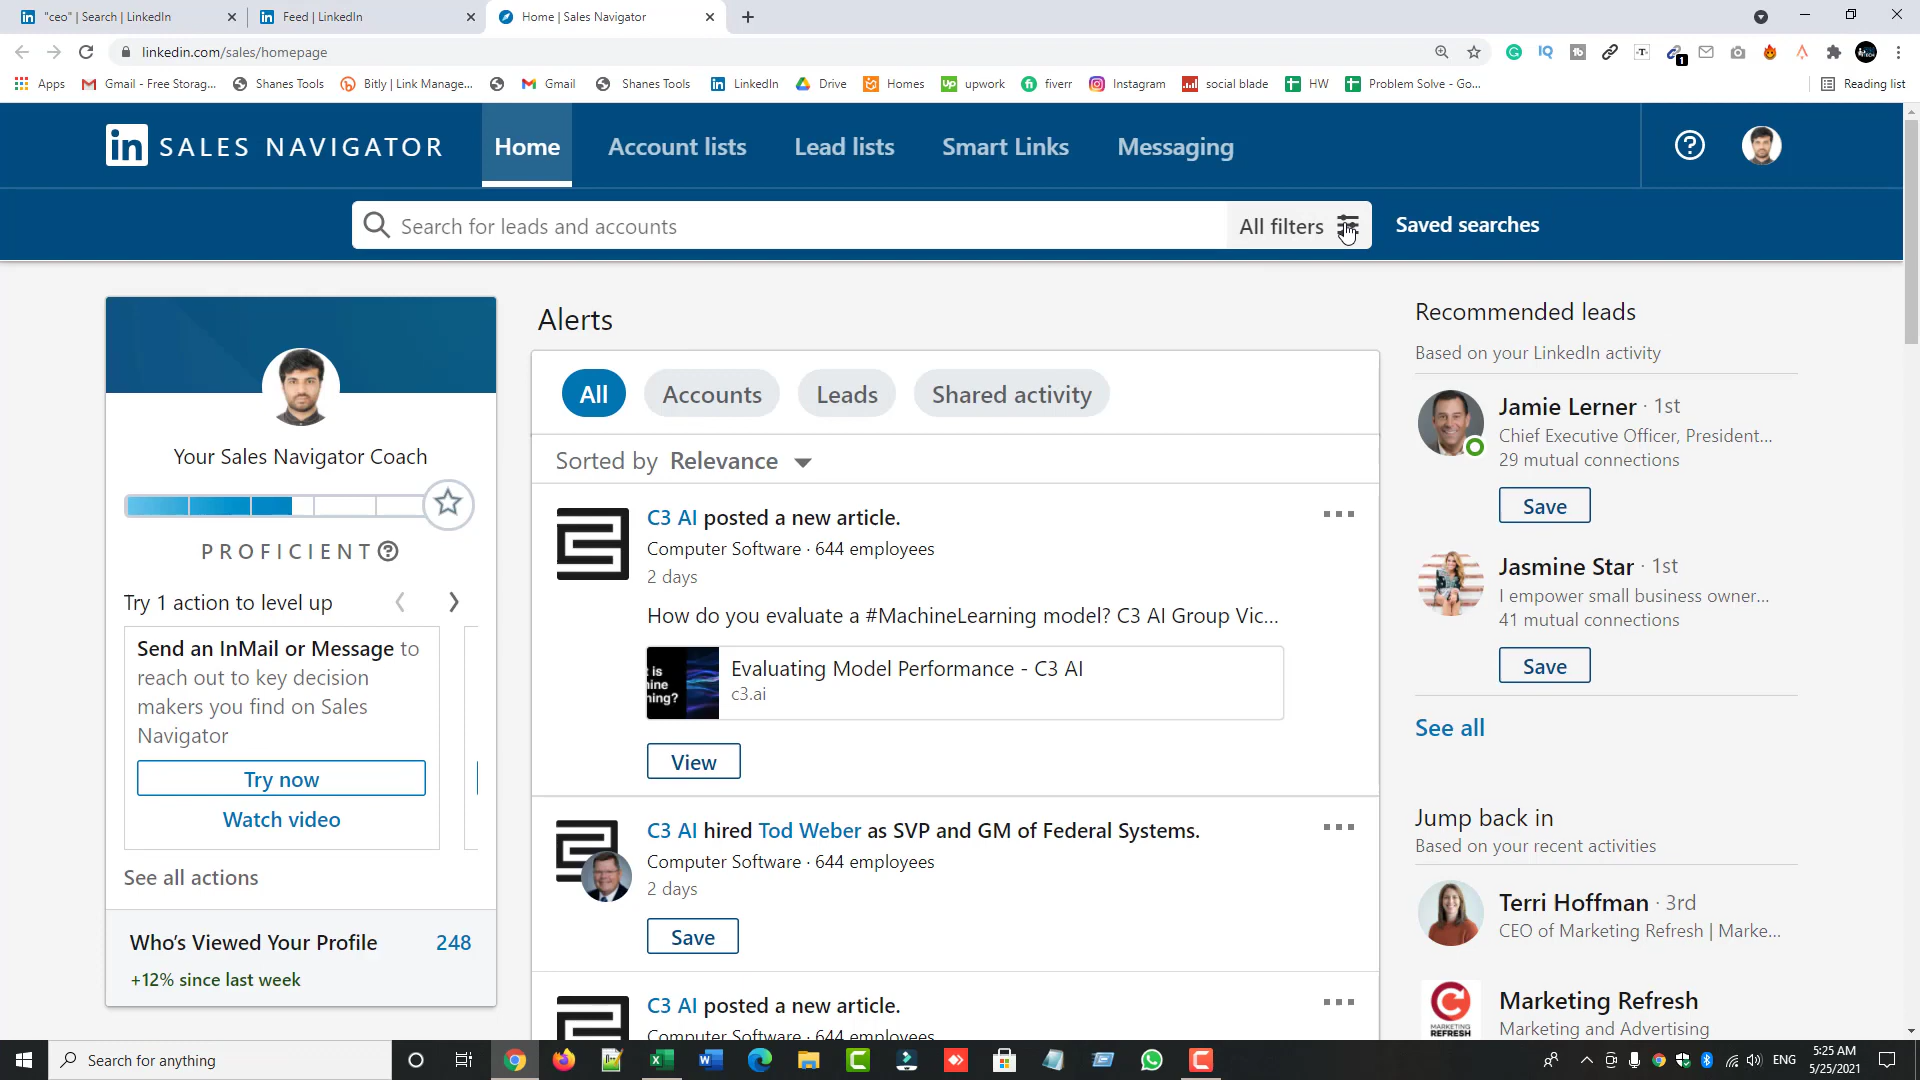 "ceo" | Search | LinkedIn
Feed | LinkedIn
Home | Sales Navigator
linkedin.com/sales/homepage
Apps
Gmail - Free Storag...
Shanes Tools
Bitly | Link Manage...
Gmail
Shanes Tools
LinkedIn
Drive
Homes
upwork
fiverr
Instagram
social blade
HW
Problem Solve - Go...
Reading list
in SALES NAVIGATOR
Home
Account lists
Lead lists
Smart Links
Messaging
Search for leads and accounts
All filters
Saved searches
Your Sales Navigator Coach
PROFICIENT
Try 1 action to level up
Send an InMail or Message to
reach out to key decision
makers you find on Sales
Navigator
Try now
Watch video
See all actions
Who's Viewed Your Profile 248
+12% since last week
Alerts
All
Accounts
Leads
Shared activity
Sorted by Relevance
C3 AI posted a new article.
Computer Software · 644 employees
2 days
How do you evaluate a #MachineLearning model? C3 AI Group Vic...
t is
ine
ning?
Evaluating Model Performance - C3 AI
c3.ai
View
C3 AI hired Tod Weber as SVP and GM of Federal Systems.
Computer Software · 644 employees
2 days
Save
C3 AI posted a new article.
Computer Software · 644 employees
Recommended leads
Based on your LinkedIn activity
Jamie Lerner · 1st
Chief Executive Officer, President...
29 mutual connections
Save
Jasmine Star · 1st
I empower small business owner...
41 mutual connections
Save
See all
Jump back in
Based on your recent activities
Terri Hoffman · 3rd
CEO of Marketing Refresh | Marke...
MARKETING
REFRESH
Marketing Refresh
Marketing and Advertising
Search for anything
ENG
5:25 AM
5/25/2021